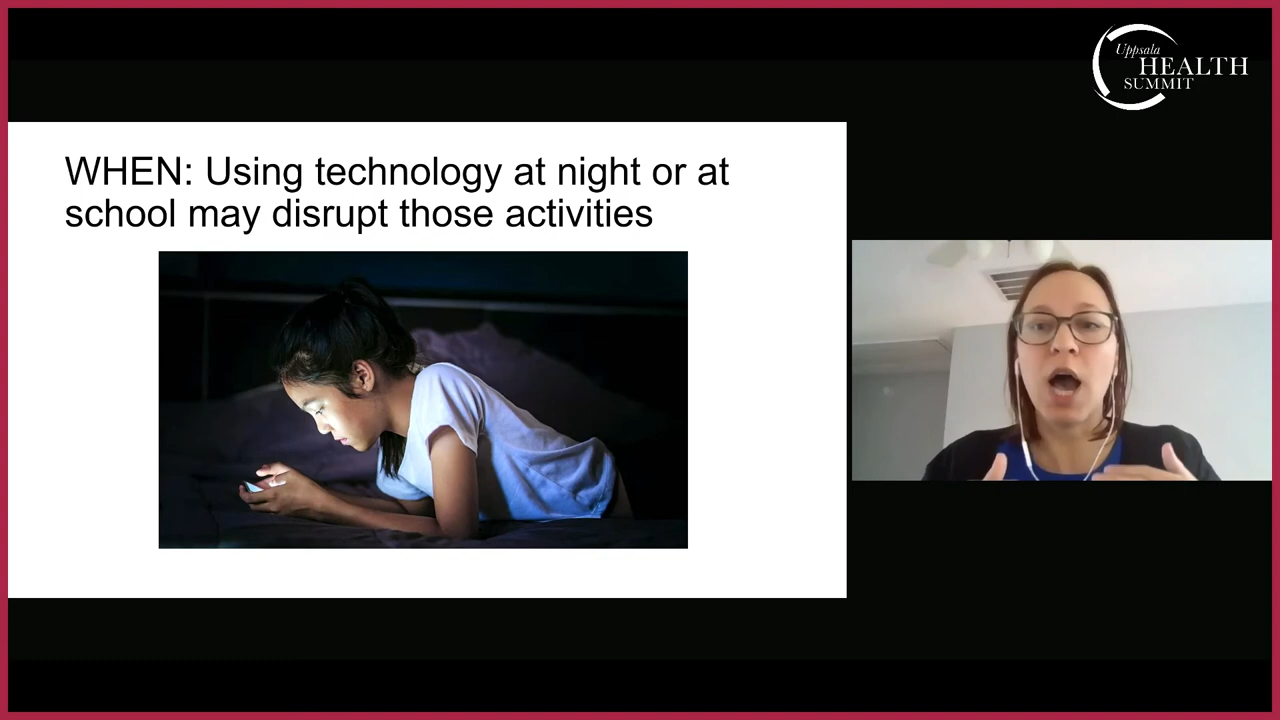 Uppsala
HEALTH
SUMMIT
WHEN: Using technology at night or at
school may disrupt those activities